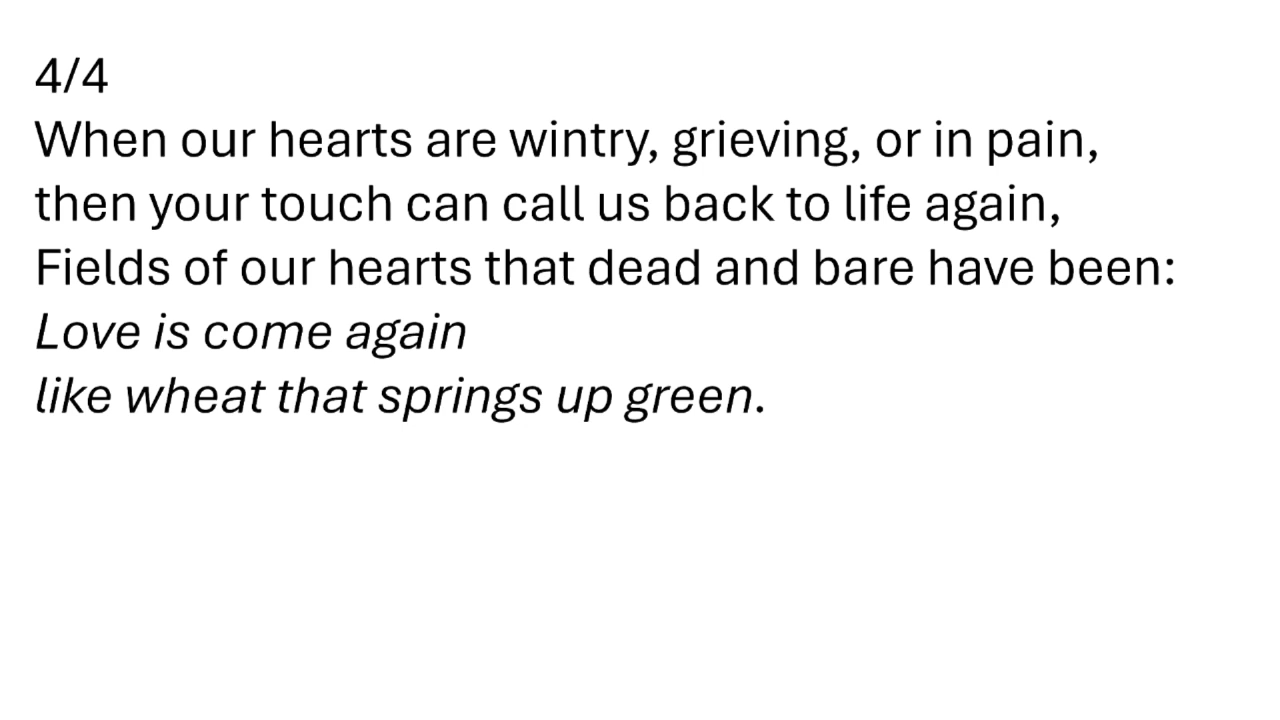 4/4
When our hearts are wintry, grieving, or in pain,
then your touch can call us back to life again,
Fields of our hearts that dead and bare have been:
Love is come again
like wheat that springs up green.